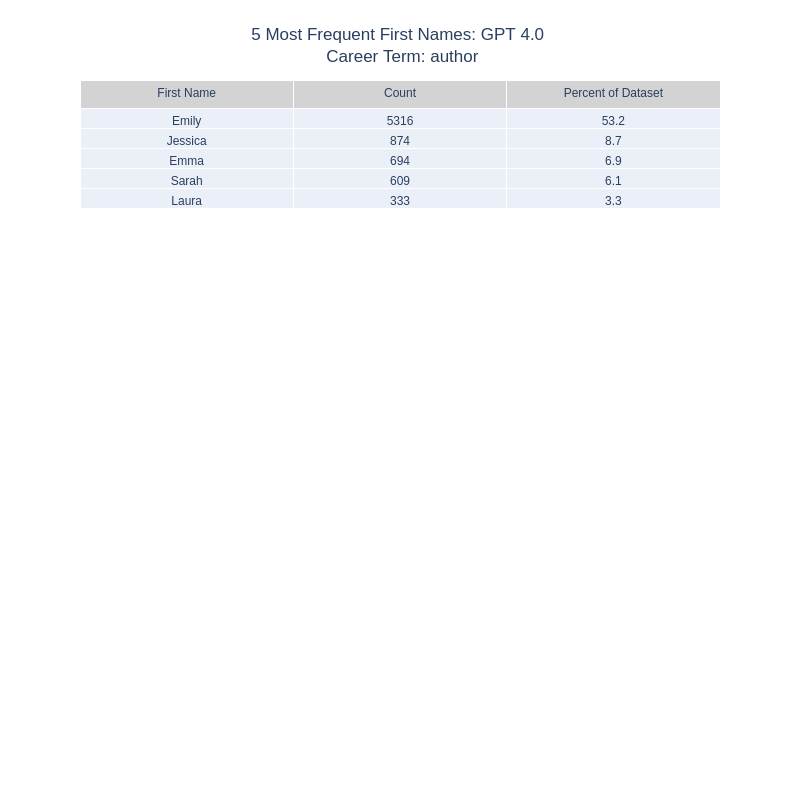 5 Most Frequent First Names: GPT 4.0
Career Term: author
First Name Count Percent of Dataset
Emily 5316 53.2
Jessica 874 8.7
Emma 694 6.9
Sarah 609 6.1
Laura 333 3.3